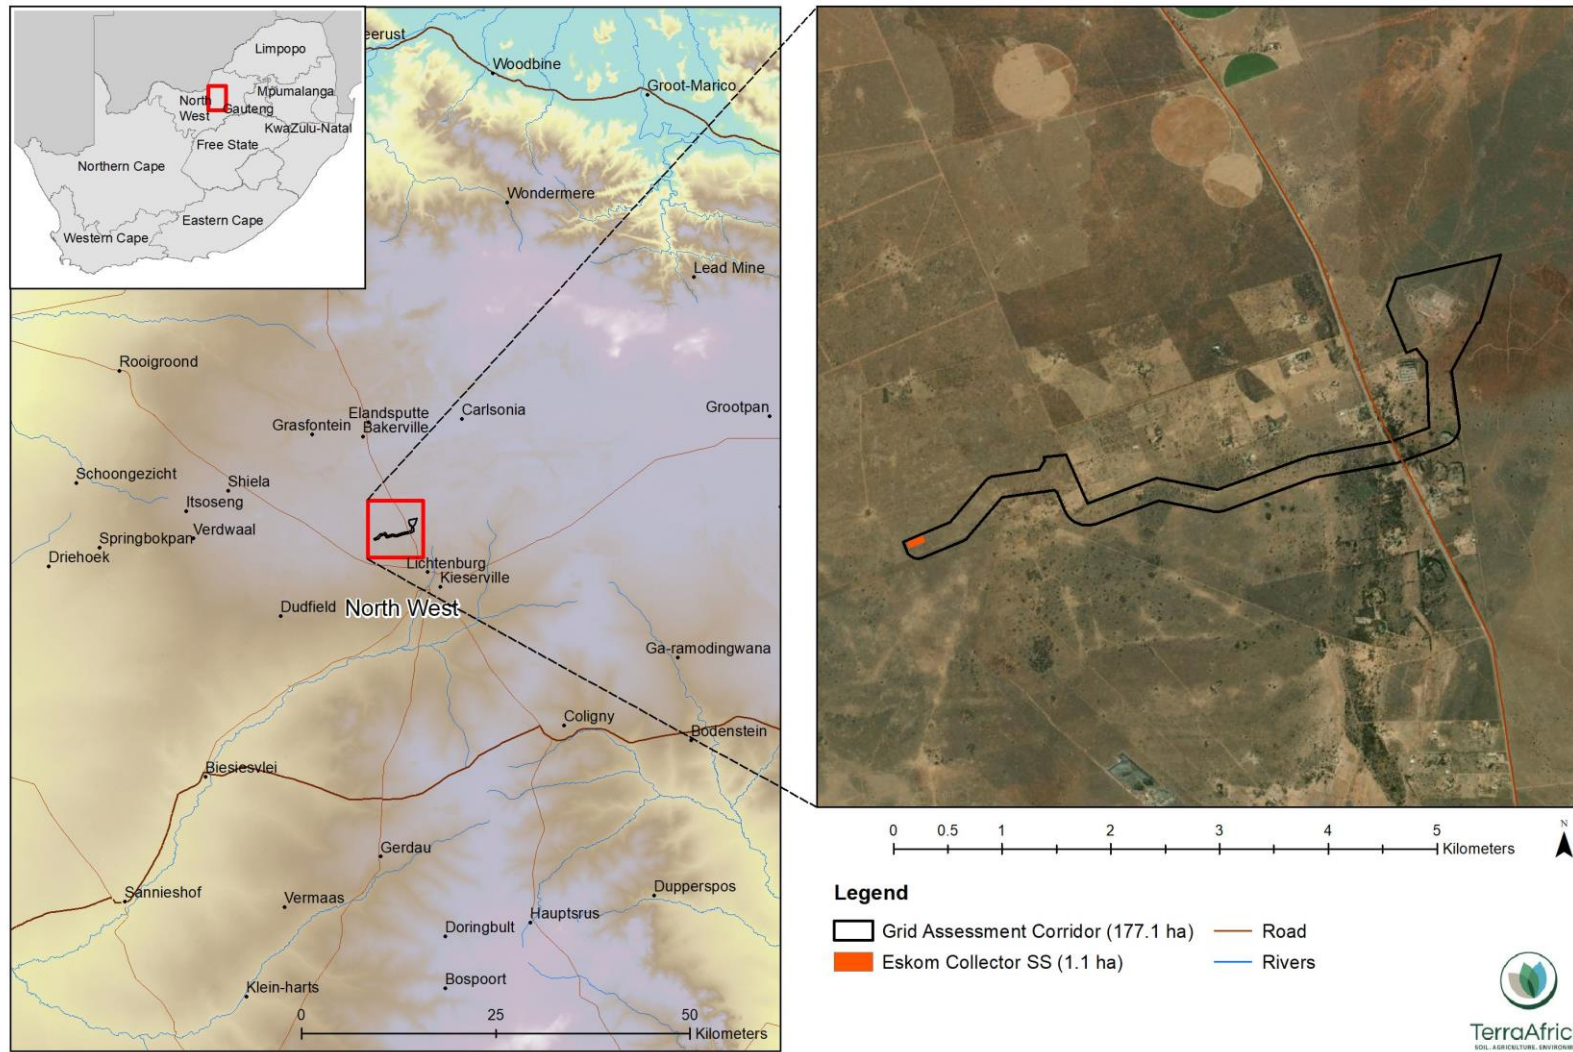 Limpopo
North
West
Mpumalanga
Gauteng
KwaZulu-Natal
Free State
Northern Cape
Eastern Cape
Western Cape
eerust
Woodbine
Groot-Marico
Wondermere
Lead Mine
Rooigroond
Elandsputte
Carlsonia
Grootpan
Grasfontein
Bakerville
Schoongezicht
Shiela
Itsoseng
Verdwaal
Springbokpan
Driehoek
Lichtenburg
Kieserville
Dudfield
North West
Ga-ramodingwana
Coligny
Bodenstein
Biesiesvlei
Gerdau
Sannieshof
Vermaas
Dupperspos
Hauptsrus
Doringbult
Bospoort
Klein-harts
0 25 50
Kilometers
0 0.5 1 2 3 4 5
Kilometers
N
Legend
Grid Assessment Corridor (177.1 ha)
Road
Eskom Collector SS (1.1 ha)
Rivers
TerraAfric
SOIL. AGRICULTURE. ENVIRONM